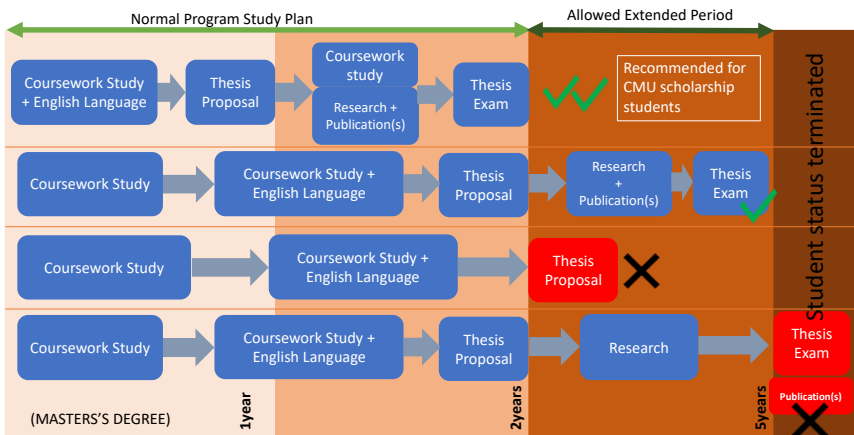 Normal Program Study Plan
Allowed Extended Period
Coursework Study
+ English Language
Thesis
Proposal
Coursework
study
Research +
Publication(s)
Thesis
Exam
Recommended for
CMU scholarship
students
Coursework Study
Coursework Study +
English Language
Thesis
Proposal
Research
+
Publication(s)
Thesis
Exam
Coursework Study
Coursework Study +
English Language
Thesis
Proposal
Coursework Study
Coursework Study +
English Language
Thesis
Proposal
Research
Thesis
Exam
Publication(s)
Student status terminated
(MASTERS’S DEGREE)
1year
2years
5years